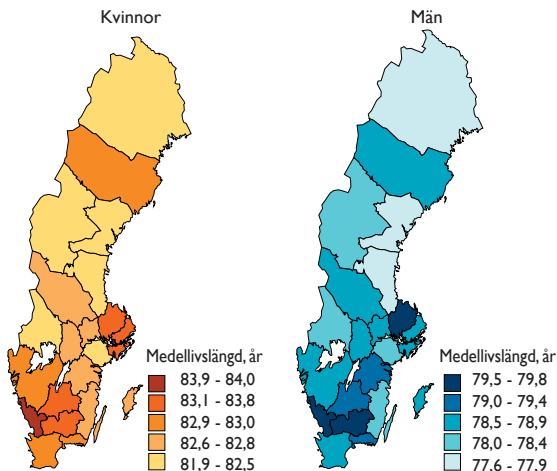 Kvinnor
Män
Medellivslängd, år
83,9 - 84,0
83,1 - 83,8
82,9 - 83,0
82,6 - 82,8
81,9 - 82,5
Medellivslängd, år
79,5 - 79,8
79,0 - 79,4
78,5 - 78,9
78,0 - 78,4
77,6 - 77,9